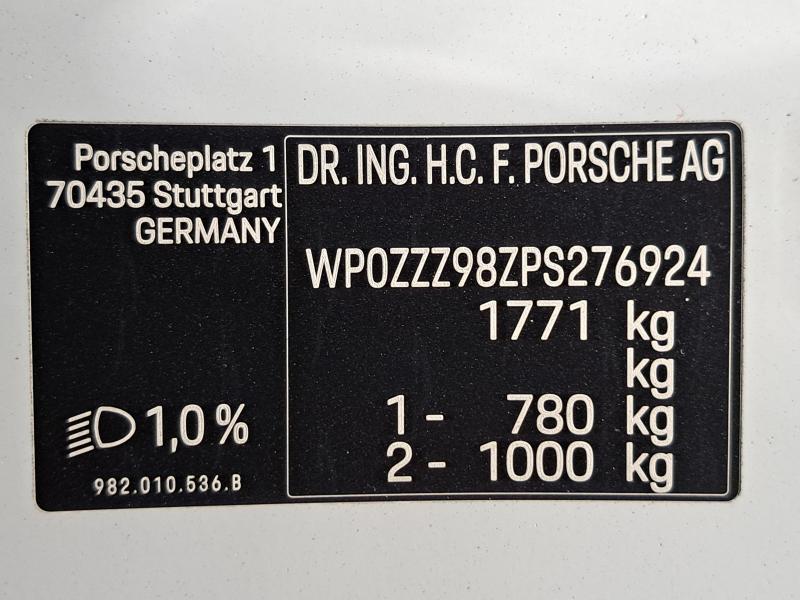 Porscheplatz 1
70435 Stuttgart
GERMANY
1,0 %
982.010.536.B
DR. ING. H.C. F. PORSCHE AG
WP0ZZZ98ZPS276924
1771 kg
kg
1 - 780 kg
2 - 1000 kg